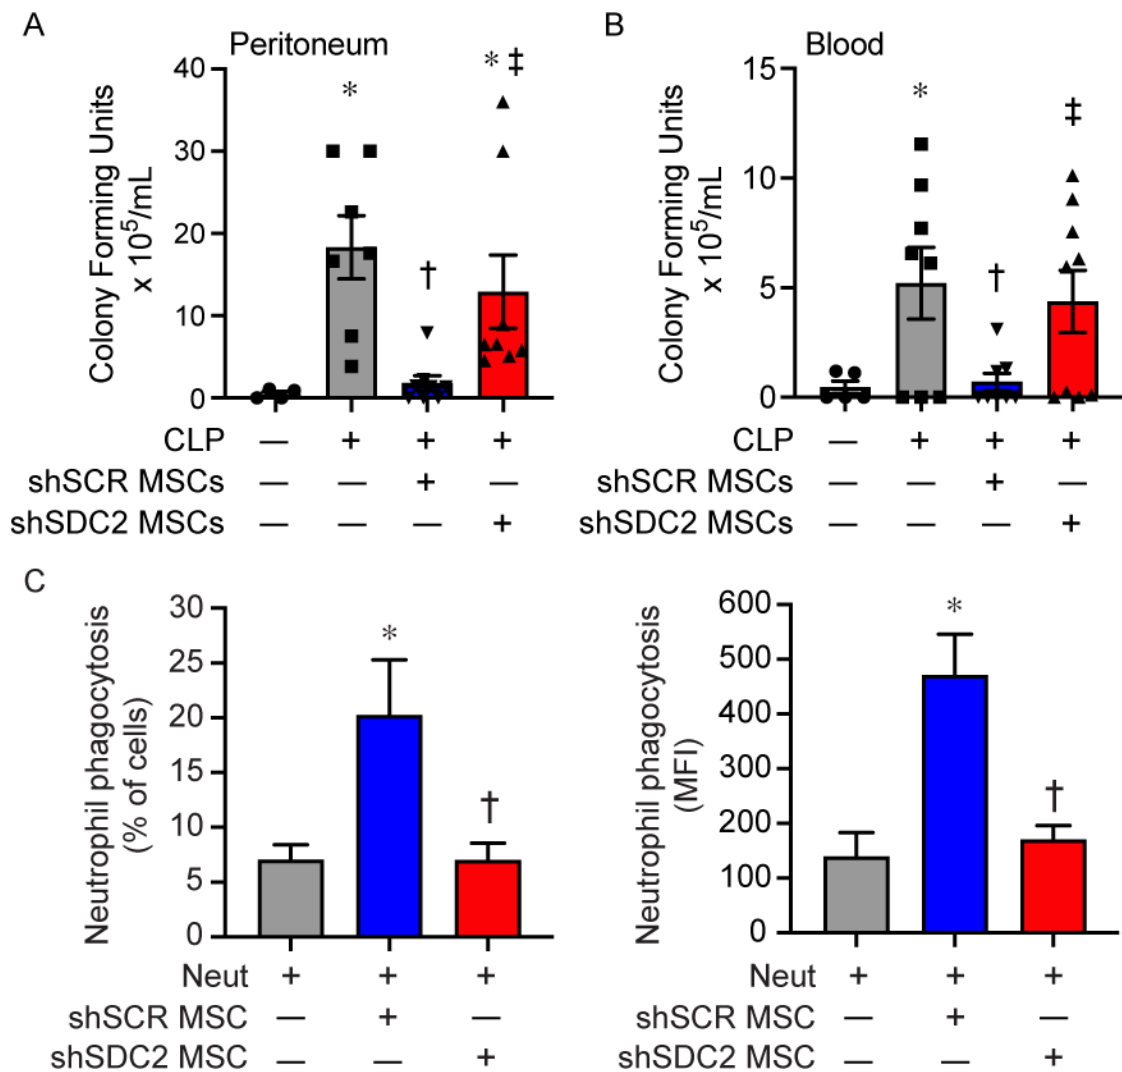 A
Peritoneum
Colony Forming Units
x 10⁵/mL
40
30
20
10
0
*
†
* ‡
CLP — + + +
shSCR MSCs — — + —
shSDC2 MSCs — — — +
B
Blood
Colony Forming Units
x 10⁵/mL
15
10
5
0
*
†
‡
CLP — + + +
shSCR MSCs — — + —
shSDC2 MSCs — — — +
C
Neutrophil phagocytosis
(% of cells)
30
25
20
15
10
5
0
*
†
Neut + + +
shSCR MSC — + —
shSDC2 MSC — — +
Neutrophil phagocytosis
(MFI)
600
500
400
300
200
100
0
*
†
Neut + + +
shSCR MSC — + —
shSDC2 MSC — — +